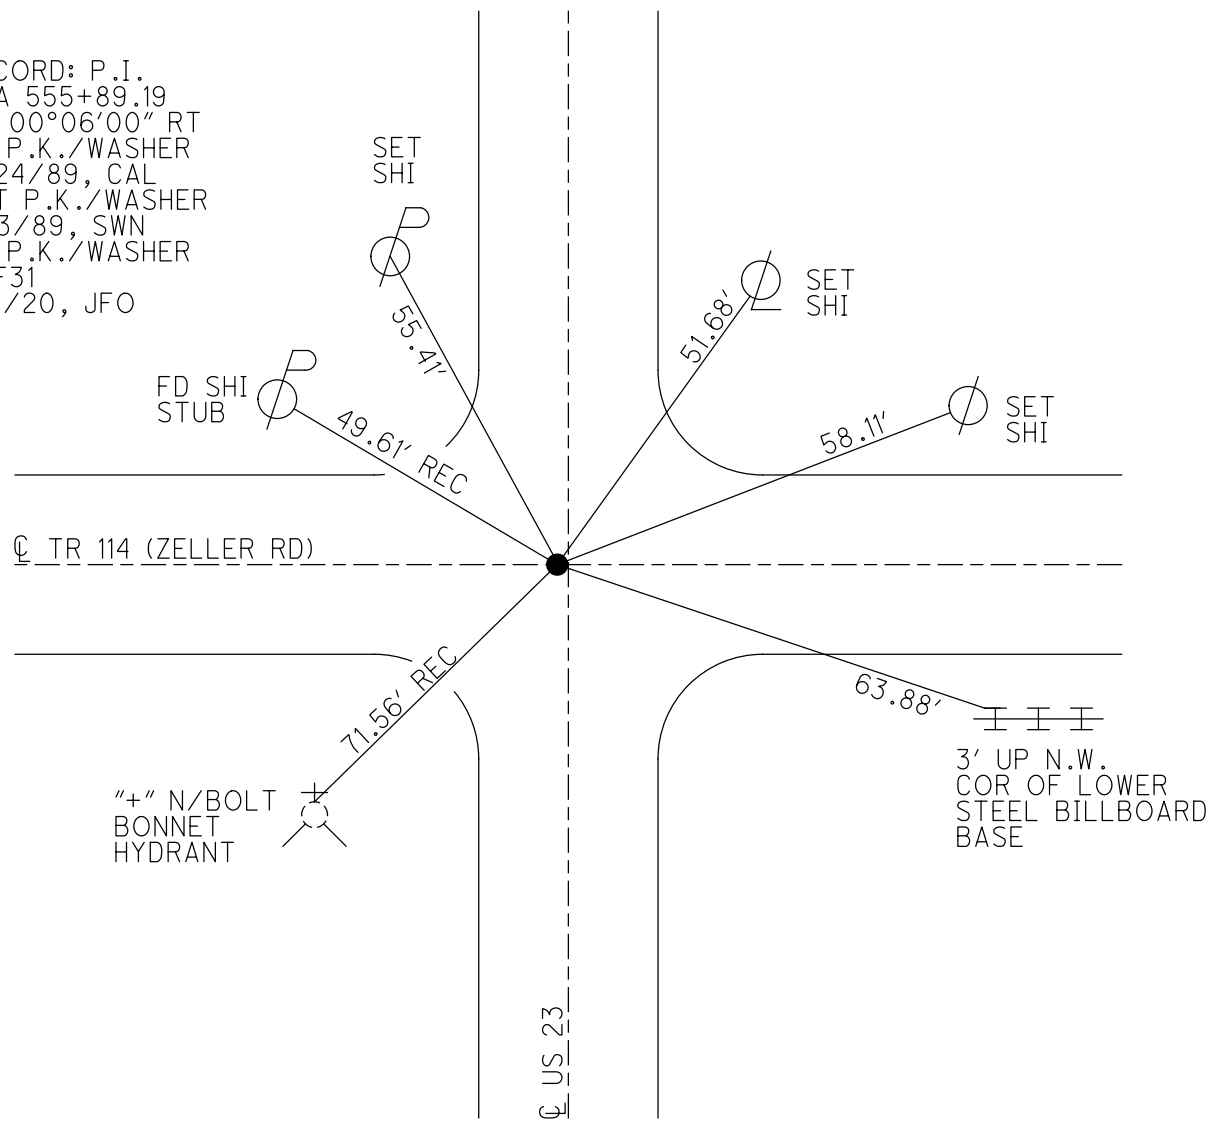 CORD: P.I.
A 555+89.19
00°06'00" RT
P.K./WASHER
24/89, CAL
T P.K./WASHER
3/89, SWN
P.K./WASHER
F31
/20, JFO
SET
SHI
55.41'
SET
SHI
51.68'
FD SHI
STUB
49.61' REC
SET
SHI
58.11'
℄ TR 114 (ZELLER RD)
71.56' REC
63.88'
"+" N/BOLT
BONNET
HYDRANT
3' UP N.W.
COR OF LOWER
STEEL BILLBOARD
BASE
℄ US 23